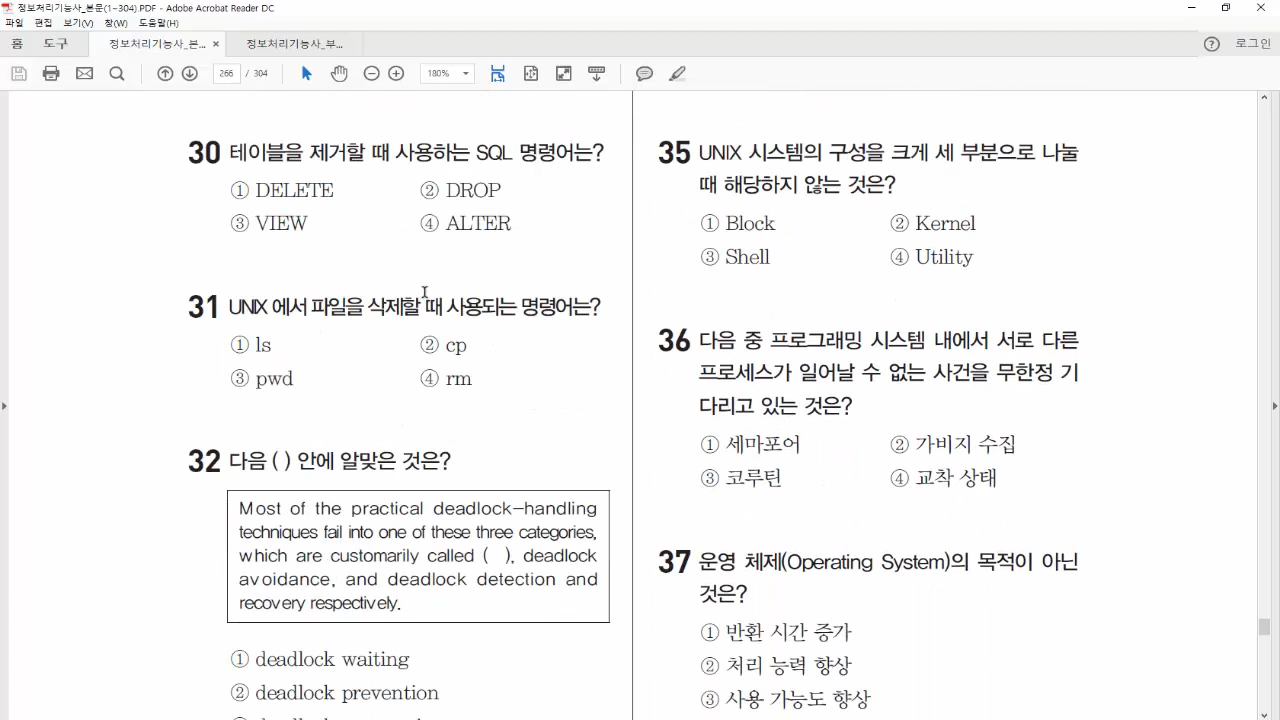 정보처리기능사_본문(1~304).PDF - Adobe Acrobat Reader DC
파일 편집 보기(V) 창(W) 도움말(H)
홈 도구 정보처리기능사_본... × 정보처리기능사_부... 로그인
266 / 304 180%
30 테이블을 제거할 때 사용하는 SQL 명령어는?
① DELETE ② DROP
③ VIEW ④ ALTER
31 UNIX 에서 파일을 삭제할 때 사용되는 명령어는?
① ls ② cp
③ pwd ④ rm
32 다음 ( ) 안에 알맞은 것은?
Most of the practical deadlock-handling
techniques fail into one of these three categories,
which are customarily called ( ), deadlock
avoidance, and deadlock detection and
recovery respectively.
① deadlock waiting
② deadlock prevention
35 UNIX 시스템의 구성을 크게 세 부분으로 나눌
때 해당하지 않는 것은?
① Block ② Kernel
③ Shell ④ Utility
36 다음 중 프로그래밍 시스템 내에서 서로 다른
프로세스가 일어날 수 없는 사건을 무한정 기
다리고 있는 것은?
① 세마포어 ② 가비지 수집
③ 코루틴 ④ 교착 상태
37 운영 체제(Operating System)의 목적이 아닌
것은?
① 반환 시간 증가
② 처리 능력 향상
③ 사용 가능도 향상